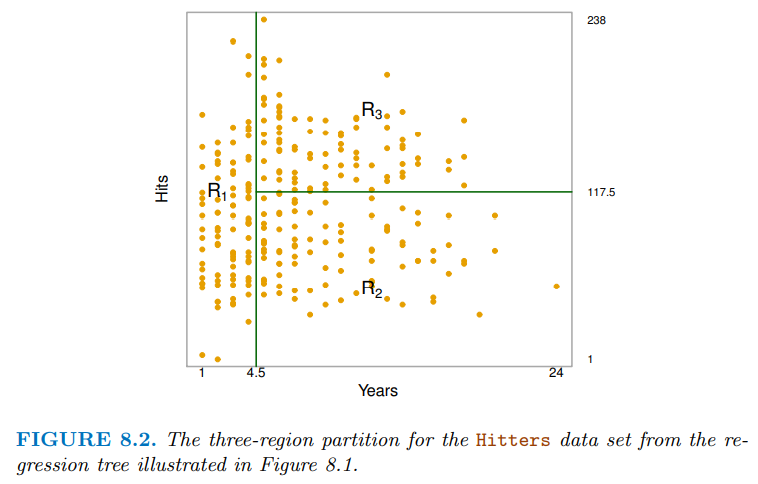 238
R3
Hits
R1
117.5
R2
1
1
4.5
24
Years
FIGURE 8.2. The three-region partition for the Hitters data set from the re-
gression tree illustrated in Figure 8.1.